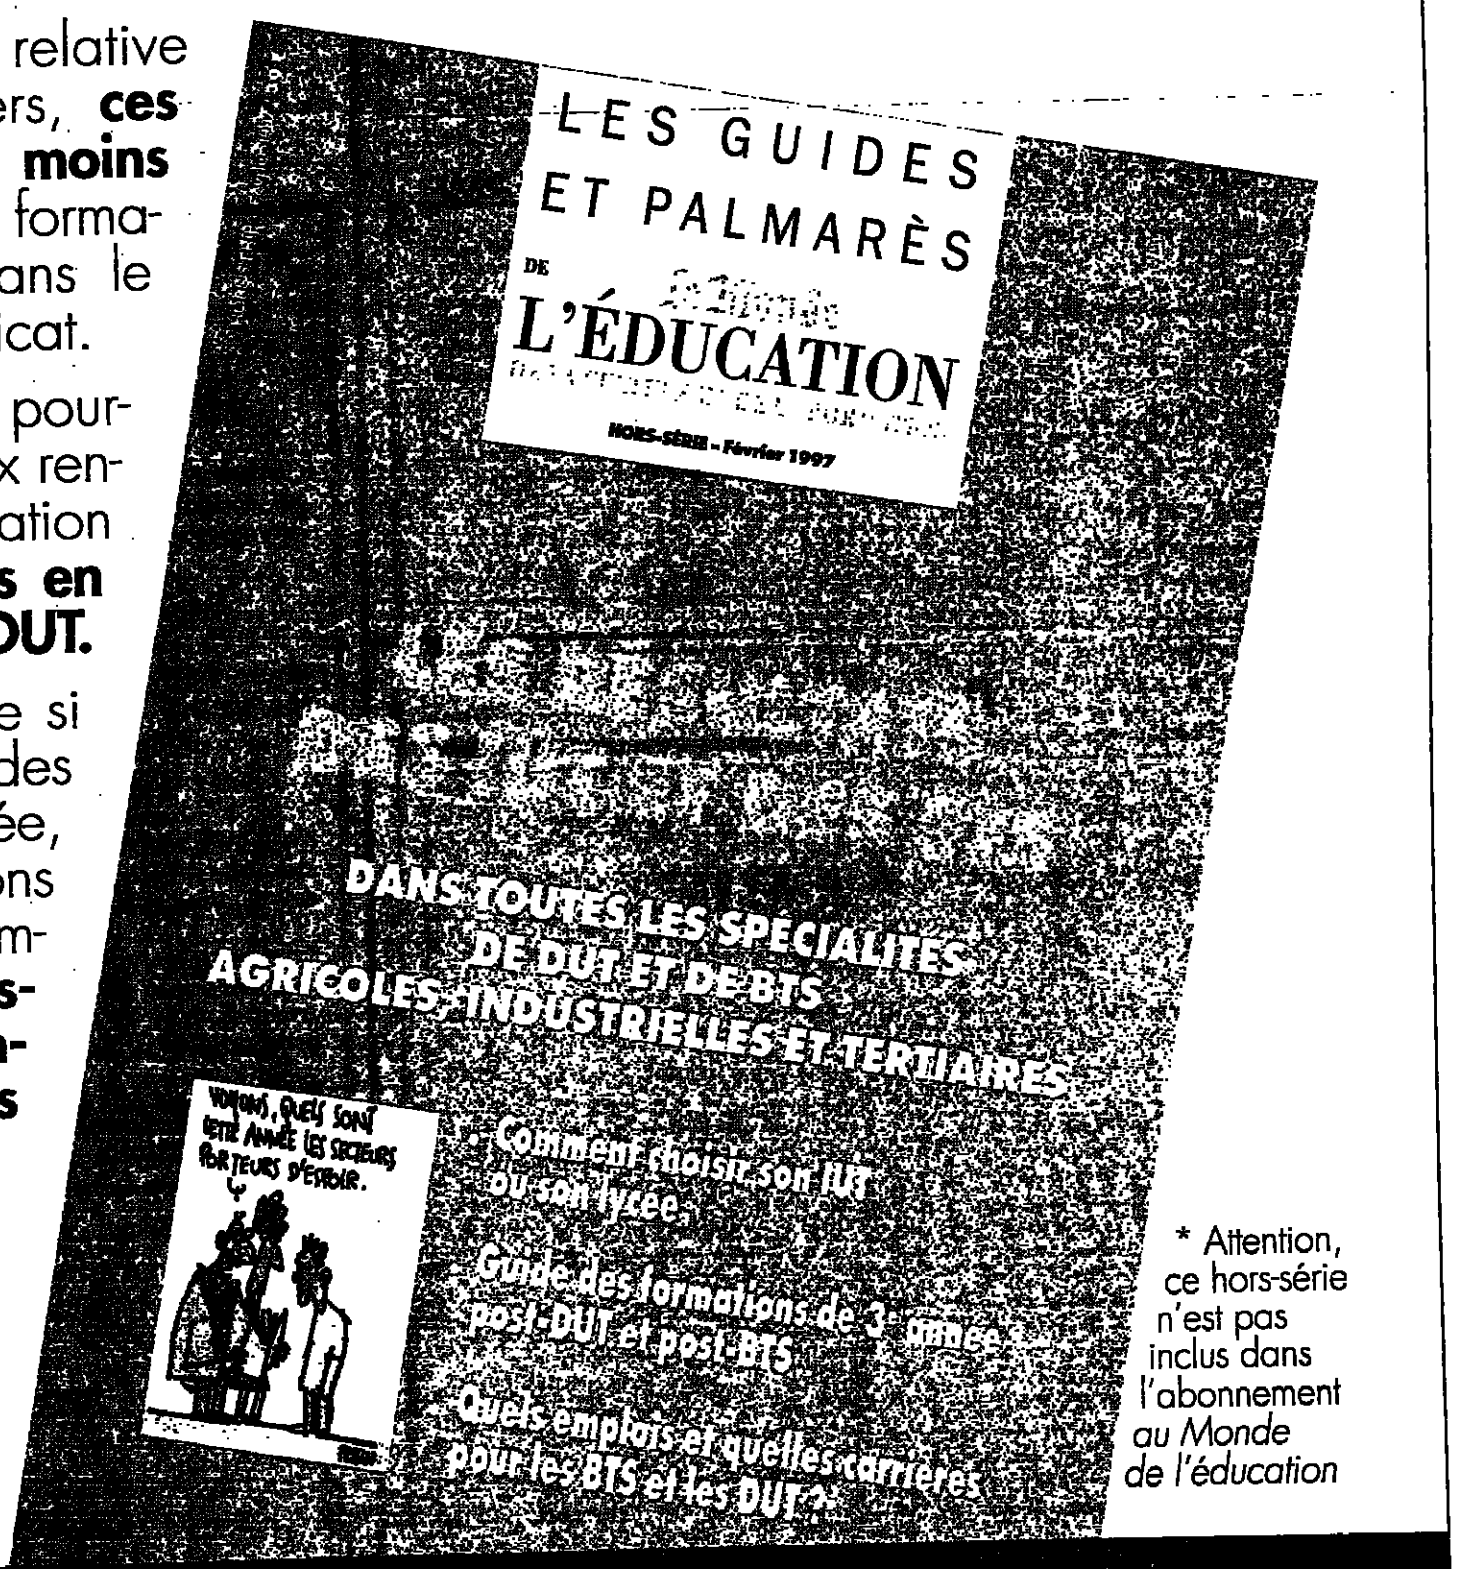 relative
ers, ces
moins
forma-
ans le
icat.
pour-
x ren-
ation
s en
DUT.
e si
des
ée,
ons
m-
s-
n-
s
LES GUIDES
ET PALMARÈS
DE Le Monde
L'ÉDUCATION
HORS-SÉRIE - Février 1997
DANS TOUTES LES SPÉCIALITÉS
DE DUT ET DE BTS
AGRICOLES, INDUSTRIELLES ET TERTIAIRES
VOYONS, QUELS SONT
CETTE ANNÉE LES SECTEURS
PORTEURS D'ESPOIR.
Comment choisir son IUT
ou son lycée
Guide des formations de 3e année
post-DUT et post-BTS
Quels emplois et quelles carrières
pour les BTS et les DUT ?
* Attention,
ce hors-série
n'est pas
inclus dans
l'abonnement
au Monde
de l'éducation